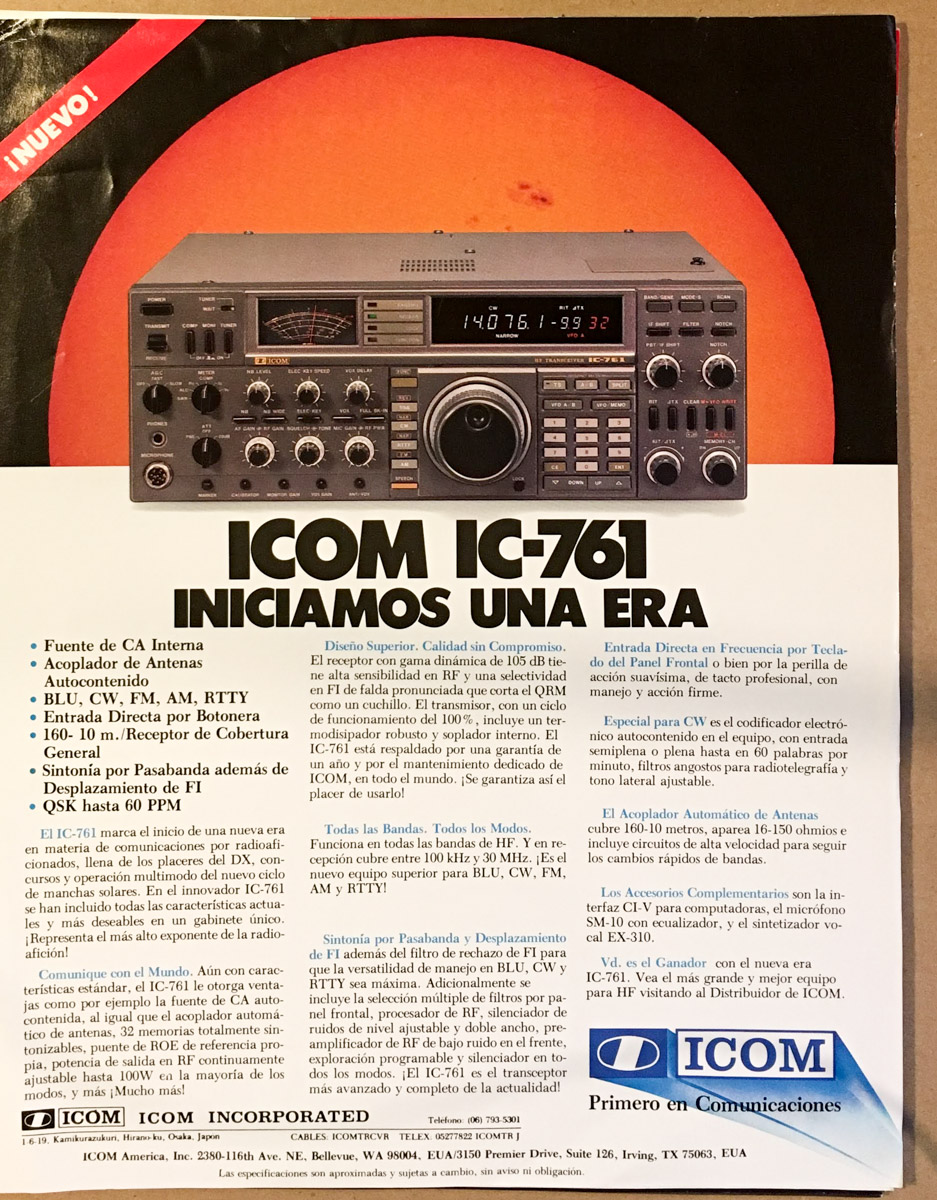 ¡NUEVO!
POWER
TUNER
TRANSMIT
COMP MONI TUNER
RECEIVE
ICOM
CW
RIT JTX
14.076.1 -9.9 32
NARROW
VFO A
HF TRANSCEIVER IC-761
BAND/GENE MODE-S SCAN
IF SHIFT FILTER NOTCH
PBT/IF SHIFT NOTCH
AGC
METER
NB LEVEL ELEC KEY SPEED VOX DELAY
NB NB WIDE ELEC KEY VOX FULL BK-IN
PHONES
ATT
AF GAIN RF GAIN SQUELCH TONE MIC GAIN RF PWR
MICROPHONE
MARKER CALIBRATOR MONITOR GAIN VOX GAIN ANTI-VOX
RTTY
AM
SPEECH
LOCK
TS A=B SPLIT
VFO A/B VFO/MEMO
1 2 3
4 5 6
7 8 9
CE 0 ENT
DOWN UP
RIT JTX CLEAR
RIT/JTX MEMORY-CH
ICOM IC-761
INICIAMOS UNA ERA
• Fuente de CA Interna
• Acoplador de Antenas
Autocontenido
• BLU, CW, FM, AM, RTTY
• Entrada Directa por Botonera
• 160- 10 m./Receptor de Cobertura
General
• Sintonía por Pasabanda además de
Desplazamiento de FI
• QSK hasta 60 PPM
El IC-761 marca el inicio de una nueva era
en materia de comunicaciones por radioafi-
cionados, llena de los placeres del DX, con-
cursos y operación multimodo del nuevo ciclo
de manchas solares. En el innovador IC-761
se han incluido todas las características actua-
les y más deseables en un gabinete único.
¡Representa el más alto exponente de la radio-
afición!
Comunique con el Mundo. Aún con carac-
terísticas estándar, el IC-761 le otorga venta-
jas como por ejemplo la fuente de CA auto-
contenida, al igual que el acoplador automá-
tico de antenas, 32 memorias totalmente sin-
tonizables, puente de ROE de referencia pro-
pia, potencia de salida en RF continuamente
ajustable hasta 100W en la mayoría de los
modos, y más ¡Mucho más!
Diseño Superior. Calidad sin Compromiso.
El receptor con gama dinámica de 105 dB tie-
ne alta sensibilidad en RF y una selectividad
en FI de falda pronunciada que corta el QRM
como un cuchillo. El transmisor, con un ciclo
de funcionamiento del 100%, incluye un ter-
modisipador robusto y soplador interno. El
IC-761 está respaldado por una garantía de
un año y por el mantenimiento dedicado de
ICOM, en todo el mundo. ¡Se garantiza así el
placer de usarlo!
Todas las Bandas. Todos los Modos.
Funciona en todas las bandas de HF. Y en re-
cepción cubre entre 100 kHz y 30 MHz. ¡Es el
nuevo equipo superior para BLU, CW, FM,
AM y RTTY!
Sintonía por Pasabanda y Desplazamiento
de FI además del filtro de rechazo de FI para
que la versatilidad de manejo en BLU, CW y
RTTY sea máxima. Adicionalmente se
incluye la selección múltiple de filtros por pa-
nel frontal, procesador de RF, silenciador de
ruidos de nivel ajustable y doble ancho, pre-
amplificador de RF de bajo ruido en el frente,
exploración programable y silenciador en to-
dos los modos. ¡El IC-761 es el transceptor
más avanzado y completo de la actualidad!
Entrada Directa en Frecuencia por Tecla-
do del Panel Frontal o bien por la perilla de
acción suavísima, de tacto profesional, con
manejo y acción firme.
Especial para CW es el codificador electró-
nico autocontenido en el equipo, con entrada
semiplena o plena hasta en 60 palabras por
minuto, filtros angostos para radiotelegrafía y
tono lateral ajustable.
El Acoplador Automático de Antenas
cubre 160-10 metros, aparea 16-150 ohmios e
incluye circuitos de alta velocidad para seguir
los cambios rápidos de bandas.
Los Accesorios Complementarios son la in-
terfaz CI-V para computadoras, el micrófono
SM-10 con ecualizador, y el sintetizador vo-
cal EX-310.
Vd. es el Ganador con el nuevo era
IC-761. Vea el más grande y mejor equipo
para HF visitando al Distribuidor de ICOM.
ICOM
Primero en Comunicaciones
ICOM ICOM INCORPORATED Teléfono: (06) 793-5301
1-6-19, Kamikurazukuri, Hirano-ku, Osaka, Japon CABLES: ICOMTRCVR TELEX. 05277822 ICOMTR J
ICOM America, Inc. 2380-116th Ave. NE, Bellevue, WA 98004, EUA/3150 Premier Drive, Suite 126, Irving, TX 75063, EUA
Las especificaciones son aproximadas y sujetas a cambio, sin aviso ni obligación.